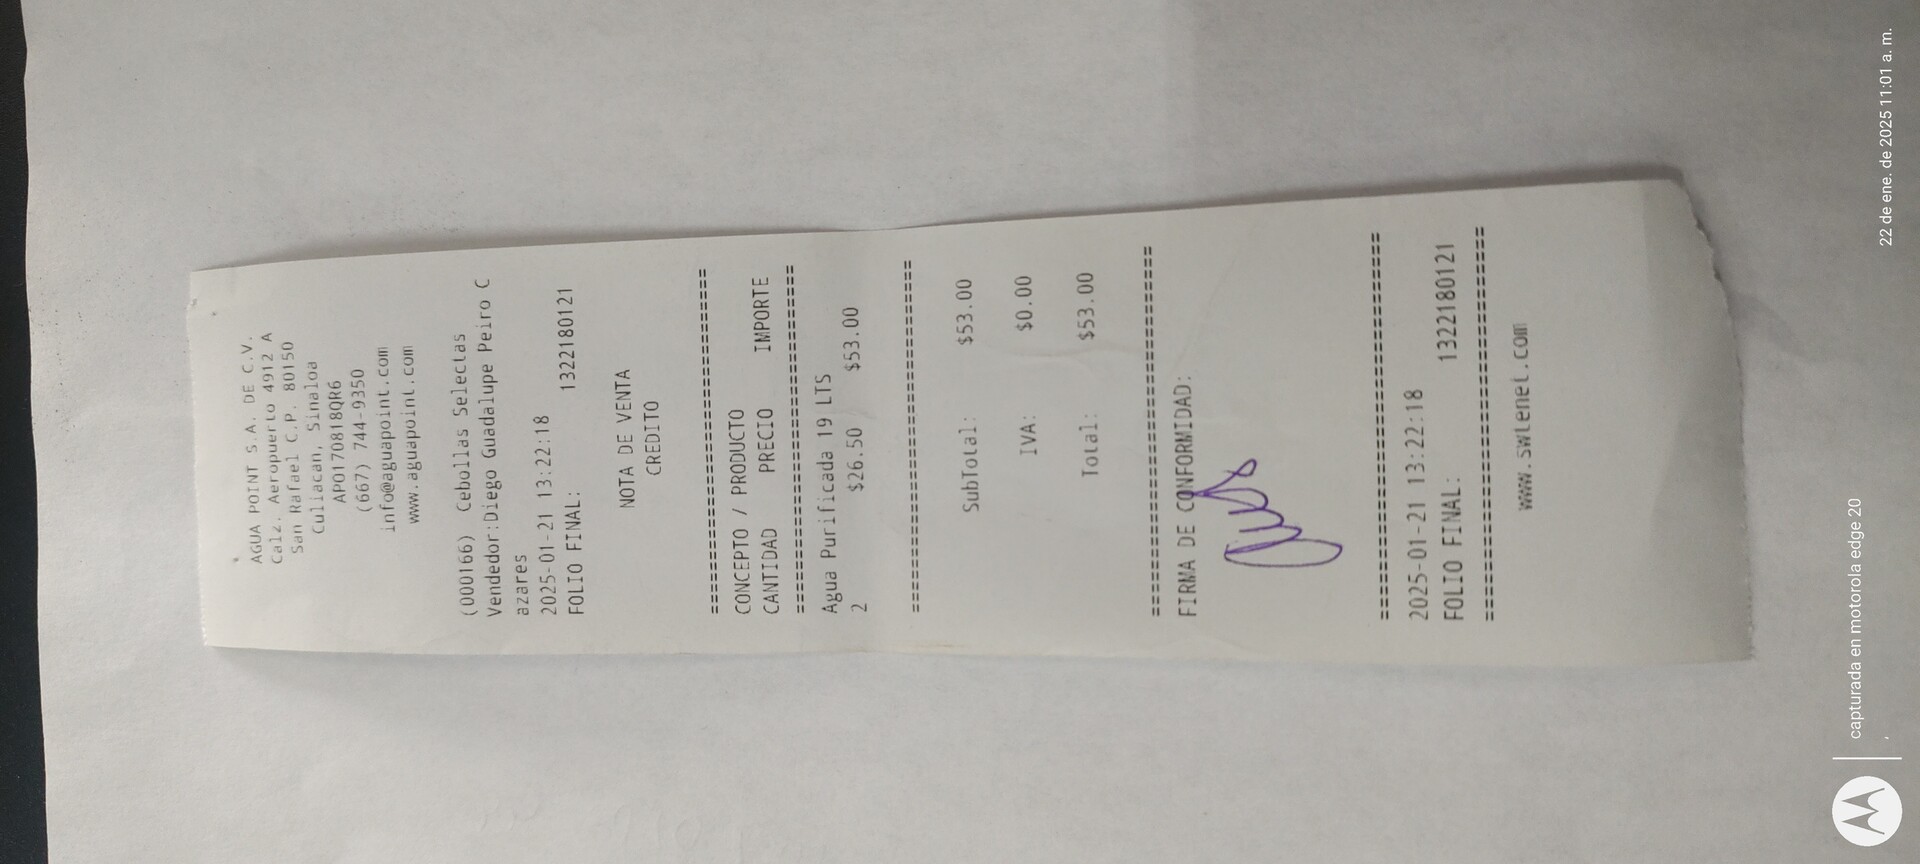 AGUA POINT S.A. DE C.V.
Calz. Aeropuerto 4912 A
San Rafael C.P. 80150
Culiacan, Sinaloa
APO170818QR6
(667) 744-9350
info@aguapoint.com
www.aguapoint.com
(000166) Cebollas Selectas
Vendedor:Diego Guadalupe Peiro C
azares
2025-01-21 13:22:18
FOLIO FINAL: 1322180121
NOTA DE VENTA
CREDITO
================================
CONCEPTO / PRODUCTO
CANTIDAD PRECIO IMPORTE
================================
Agua Purificada 19 LTS
2 $26.50 $53.00
================================
SubTotal: $53.00
IVA: $0.00
Total: $53.00
================================
FIRMA DE CONFORMIDAD:
================================
2025-01-21 13:22:18
FOLIO FINAL: 1322180121
================================
www.swtenet.com
capturada en motorola edge 20
22 de ene. de 2025 11:01 a. m.